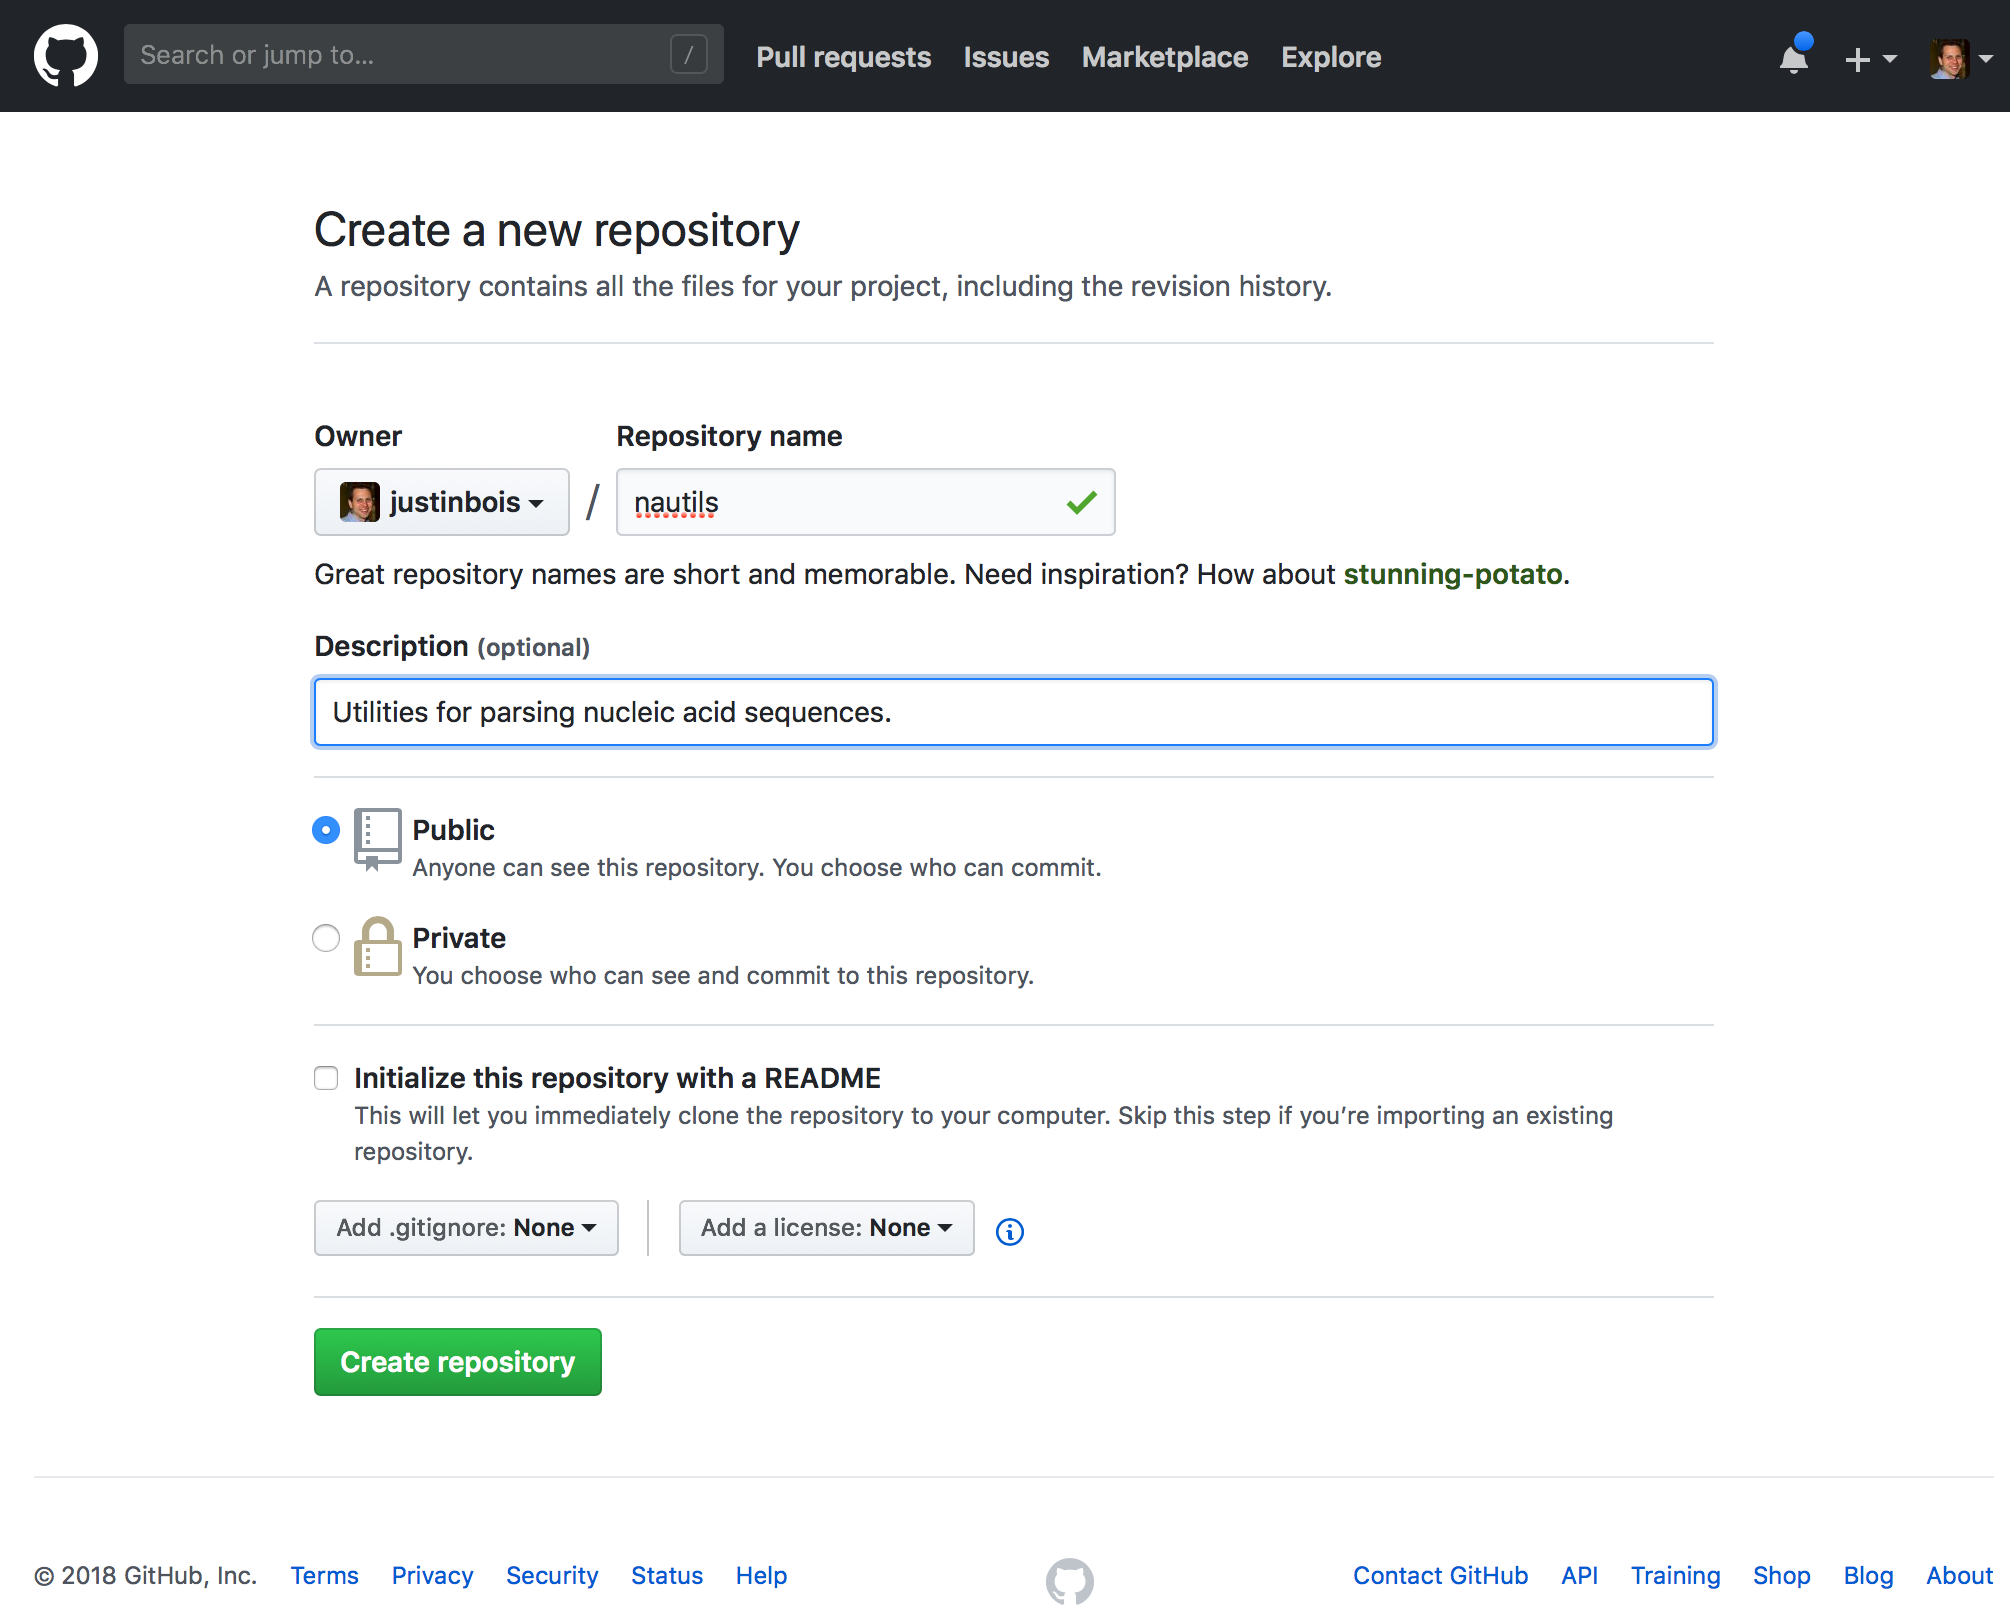 Search or jump to... /
Pull requests Issues Marketplace Explore
Create a new repository
A repository contains all the files for your project, including the revision history.
Owner Repository name
justinbois / nautils
Great repository names are short and memorable. Need inspiration? How about stunning-potato.
Description (optional)
Utilities for parsing nucleic acid sequences.
Public
Anyone can see this repository. You choose who can commit.
Private
You choose who can see and commit to this repository.
Initialize this repository with a README
This will let you immediately clone the repository to your computer. Skip this step if you’re importing an existing
repository.
Add .gitignore: None Add a license: None
Create repository
© 2018 GitHub, Inc. Terms Privacy Security Status Help Contact GitHub API Training Shop Blog About